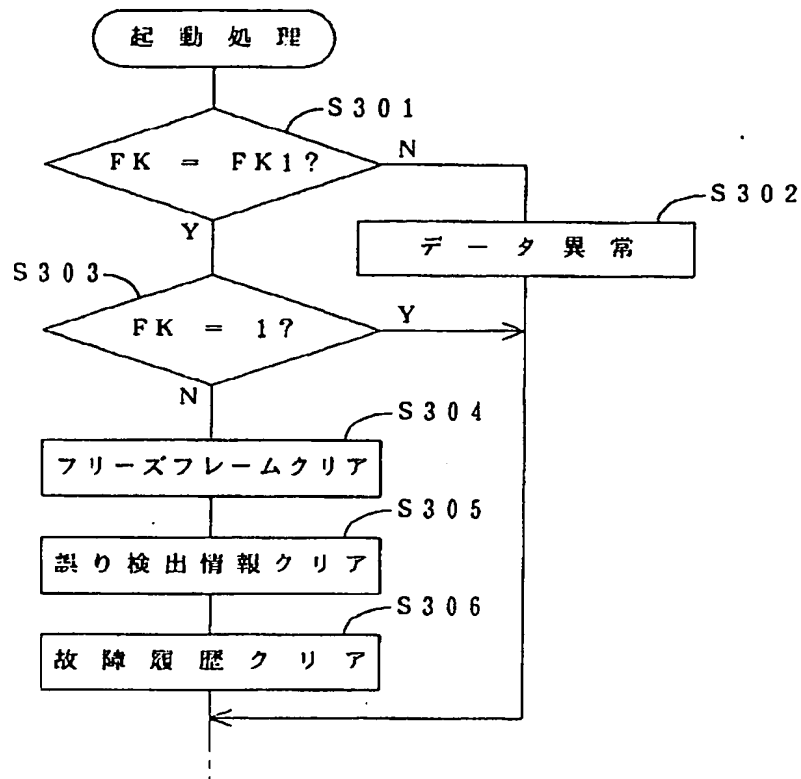 起動処理
S301
FK = FK1?
N
S302
Y
データ異常
S303
FK = 1?
Y
N
S304
フリーズフレームクリア
S305
誤り検出情報クリア
S306
故障履歴クリア